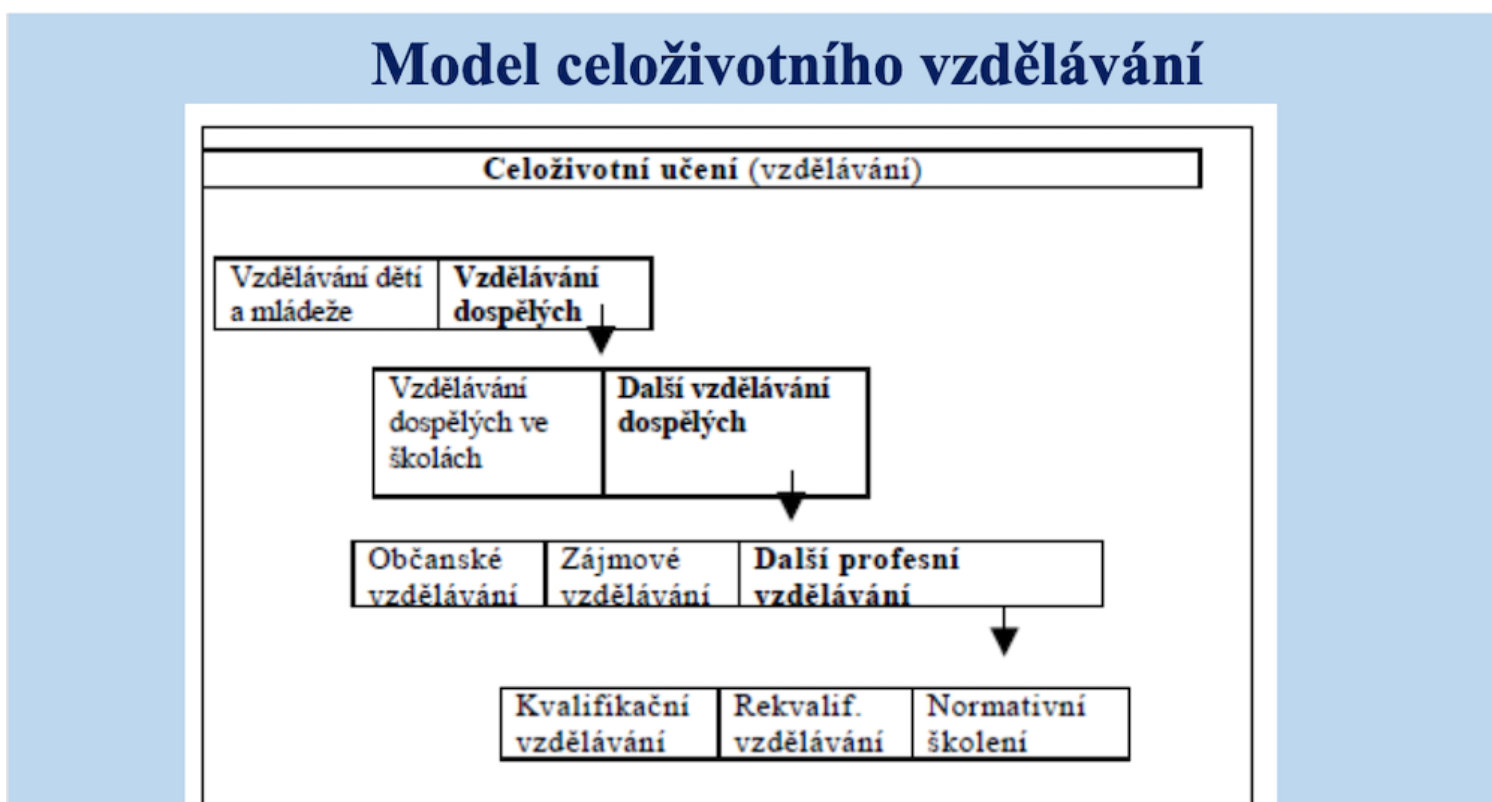 Model celoživotního vzdělávání
Celoživotní učení (vzdělávání)
Vzdělávání dětí
a mládeže
Vzdělávání
dospělých
Vzdělávání
dospělých ve
školách
Další vzdělávání
dospělých
Občanské
vzdělávání
Zájmové
vzdělávání
Další profesní
vzdělávání
Kvalifikační
vzdělávání
Rekvalif.
vzdělávání
Normativní
školení